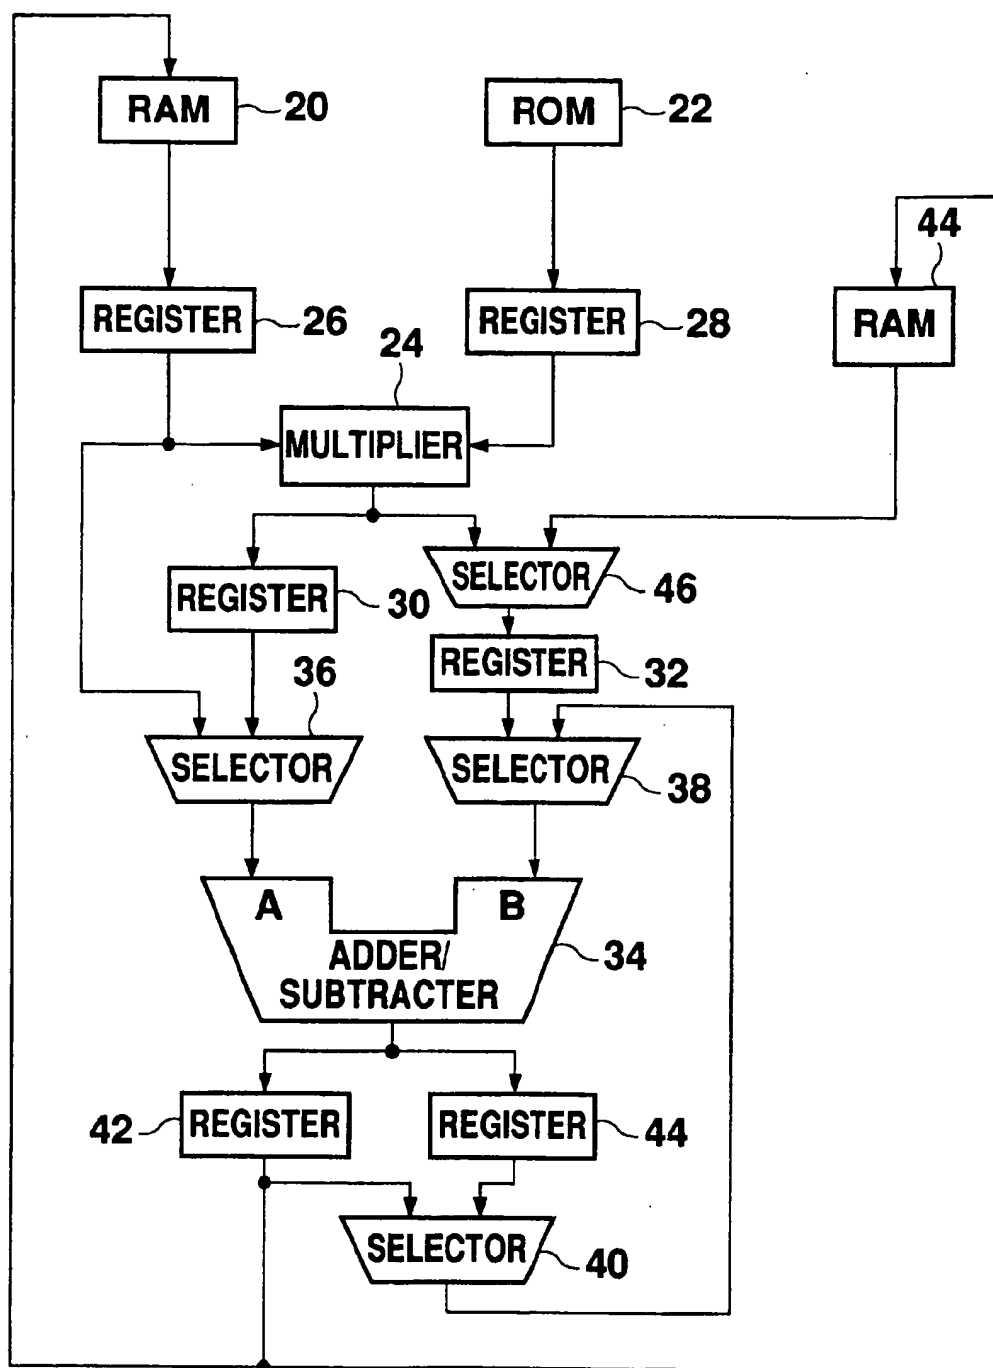 RAM
20
ROM
22
44
REGISTER
26
REGISTER
28
RAM
24
MULTIPLIER
REGISTER
30
SELECTOR
46
REGISTER
32
36
SELECTOR
SELECTOR
38
A
B
ADDER/
SUBTRACTER
34
42
REGISTER
REGISTER
44
SELECTOR
40